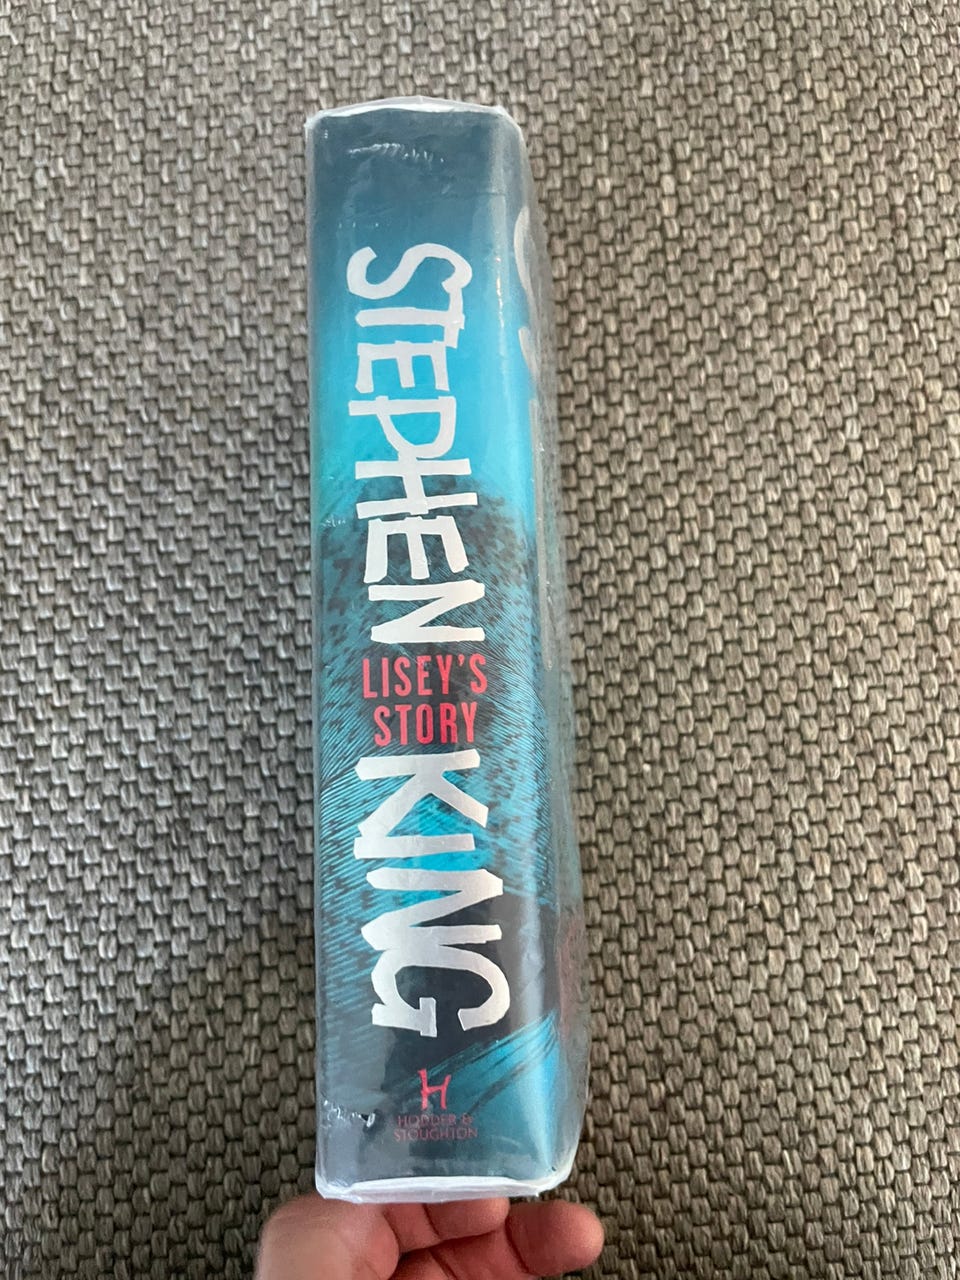 STEPHEN
LISEY'S
STORY
KING
H
HODDER &
STOUGHTON